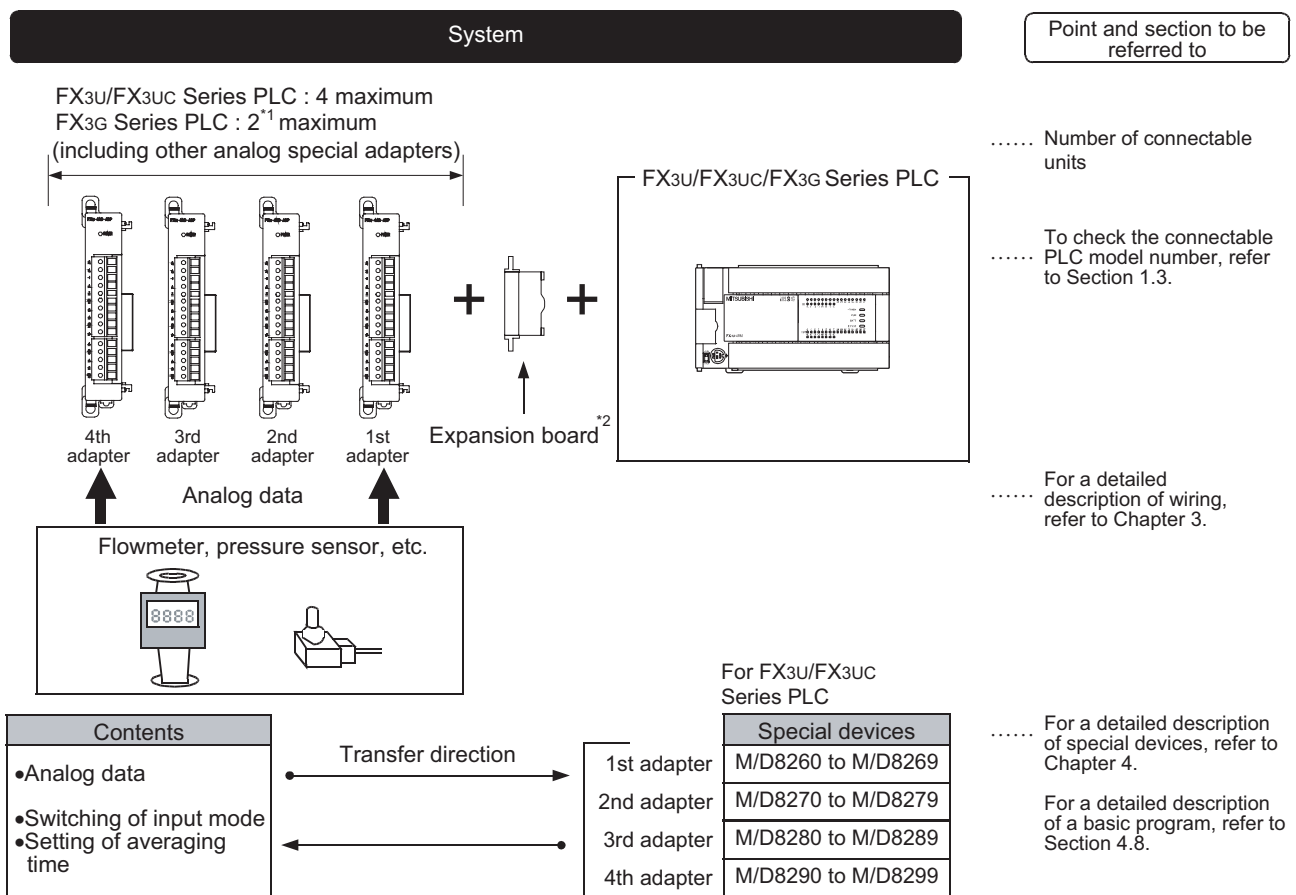 System
Point and section to be
referred to
FX3U/FX3UC Series PLC : 4 maximum
FX3G Series PLC : 2*1 maximum
(including other analog special adapters)
...... Number of connectable
units
FX3U/FX3UC/FX3G Series PLC
To check the connectable
...... PLC model number, refer
to Section 1.3.
MITSUBISHI
4th
adapter
3rd
adapter
2nd
adapter
1st
adapter
Expansion board*2
Analog data
For a detailed
...... description of wiring,
refer to Chapter 3.
Flowmeter, pressure sensor, etc.
8888
For FX3U/FX3UC
Series PLC
Contents
•Analog data
•Switching of input mode
•Setting of averaging
time
Transfer direction
Special devices
1st adapter M/D8260 to M/D8269
2nd adapter M/D8270 to M/D8279
3rd adapter M/D8280 to M/D8289
4th adapter M/D8290 to M/D8299
...... For a detailed description
of special devices, refer to
Chapter 4.
For a detailed description
of a basic program, refer to
Section 4.8.